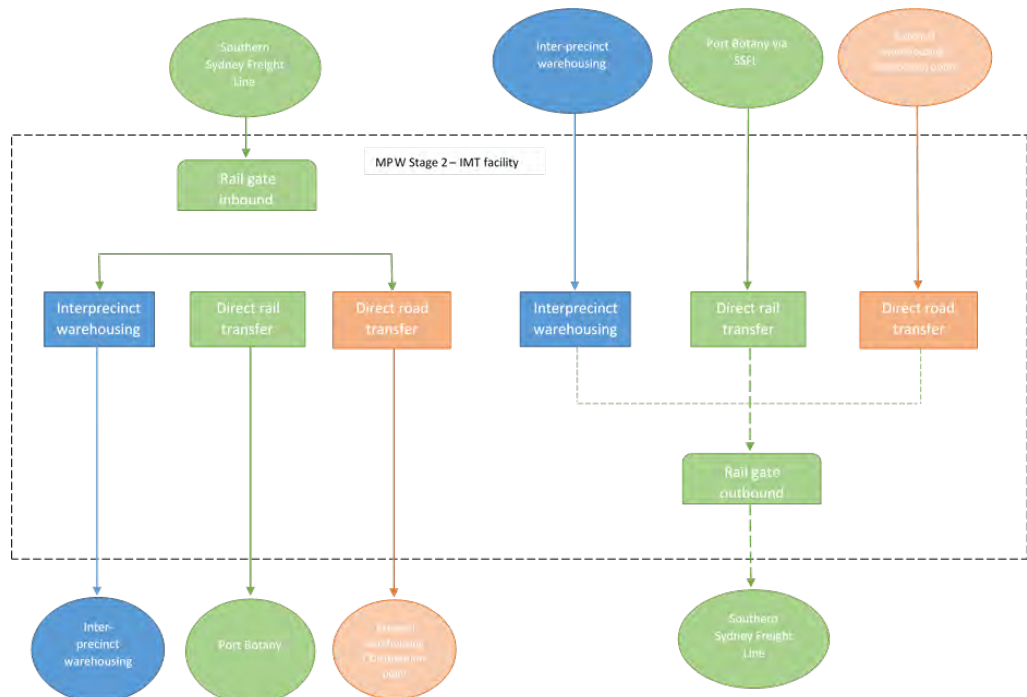 Southern
Sydney Freight
Line
Inter-precinct
warehousing
Port Botany via
SSFL
MPW Stage 2 – IMT facility
Rail gate
inbound
Interprecinct
warehousing
Direct rail
transfer
Direct road
transfer
Interprecinct
warehousing
Direct rail
transfer
Direct road
transfer
Rail gate
outbound
Inter-
precinct
warehousing
Port Botany
warehousing
point
Southern
Sydney Freight
Line